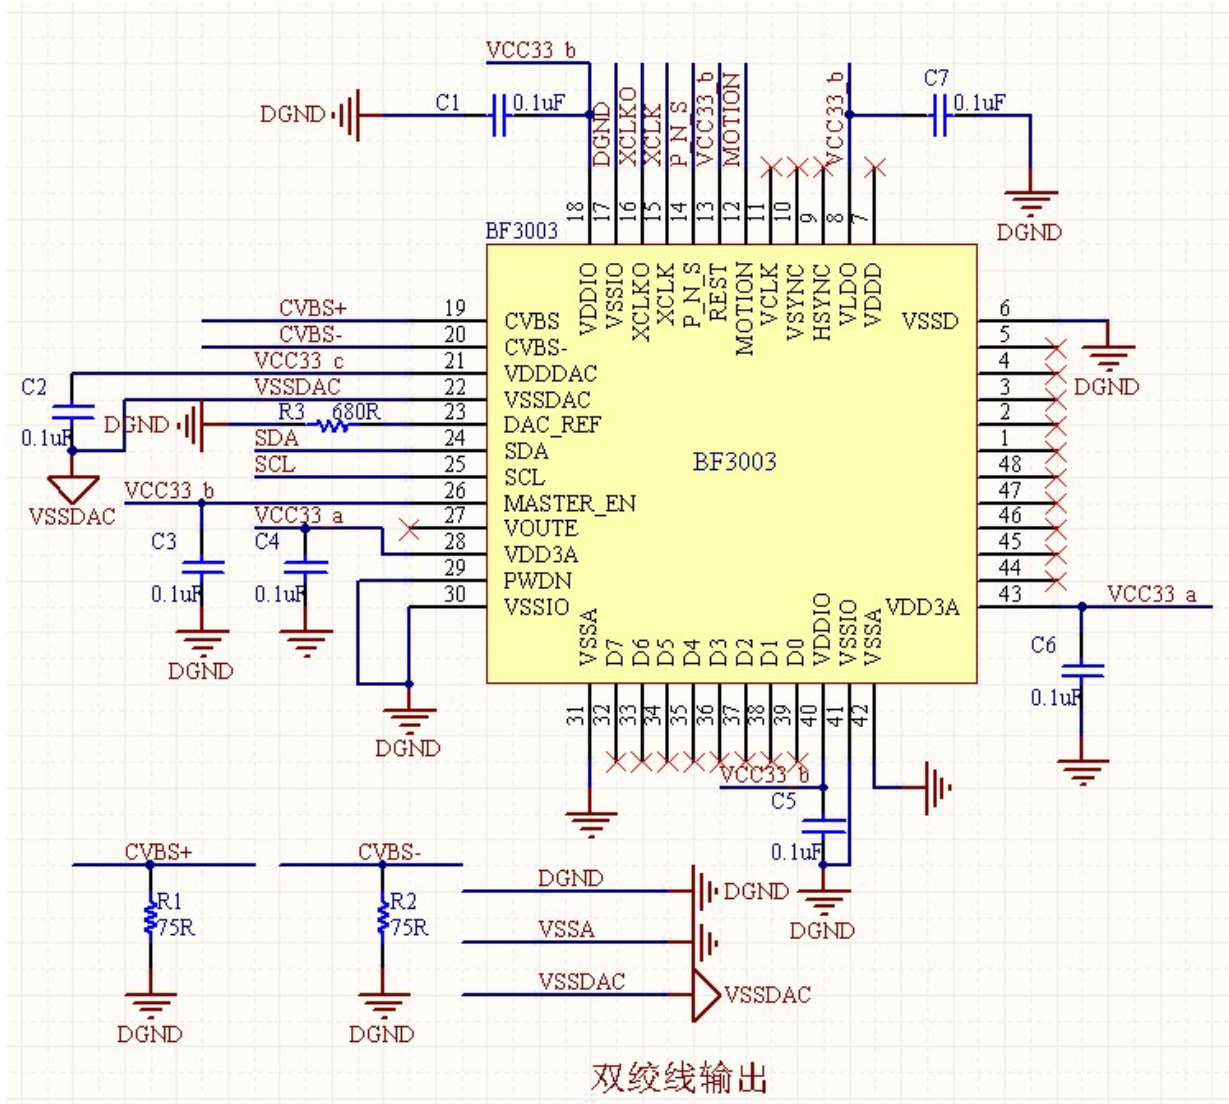 VCC33_b
C1
0.1uF
DGND
DGND
XCLKO
XCLK
P_N_S
VCC33_b
MOTION
VCC33_b
C7
0.1uF
DGND
18
17
16
15
14
13
12
11
10
9
8
7
BF3003
VDDIO
VSSIO
XCLKO
XCLK
P_N_S
REST
MOTION
VCLK
VSYNC
HSYNC
VLDO
VDDD
CVBS+
19
CVBS
CVBS-
20
CVBS-
VCC33_c
21
VDDDAC
VSSDAC
22
VSSDAC
C2
0.1uF
DGND
R3
680R
23
DAC_REF
SDA
24
SDA
SCL
25
SCL
VSSDAC
VCC33_b
26
MASTER_EN
VCC33_a
27
VOUTE
28
VDD3A
29
PWDN
30
VSSIO
C3
0.1uF
C4
0.1uF
DGND
DGND
BF3003
VSSD
6
5
4
3
2
1
48
47
46
45
44
VDD3A
43
DGND
VCC33_a
C6
0.1uF
VSSA
D7
D6
D5
D4
D3
D2
D1
D0
VDDIO
VSSIO
VSSA
31
32
33
34
35
36
37
38
39
40
41
42
VCC33_b
C5
0.1uF
DGND
CVBS+
R1
75R
DGND
CVBS-
R2
75R
DGND
DGND
DGND
VSSA
VSSDAC
VSSDAC
双绞线输出